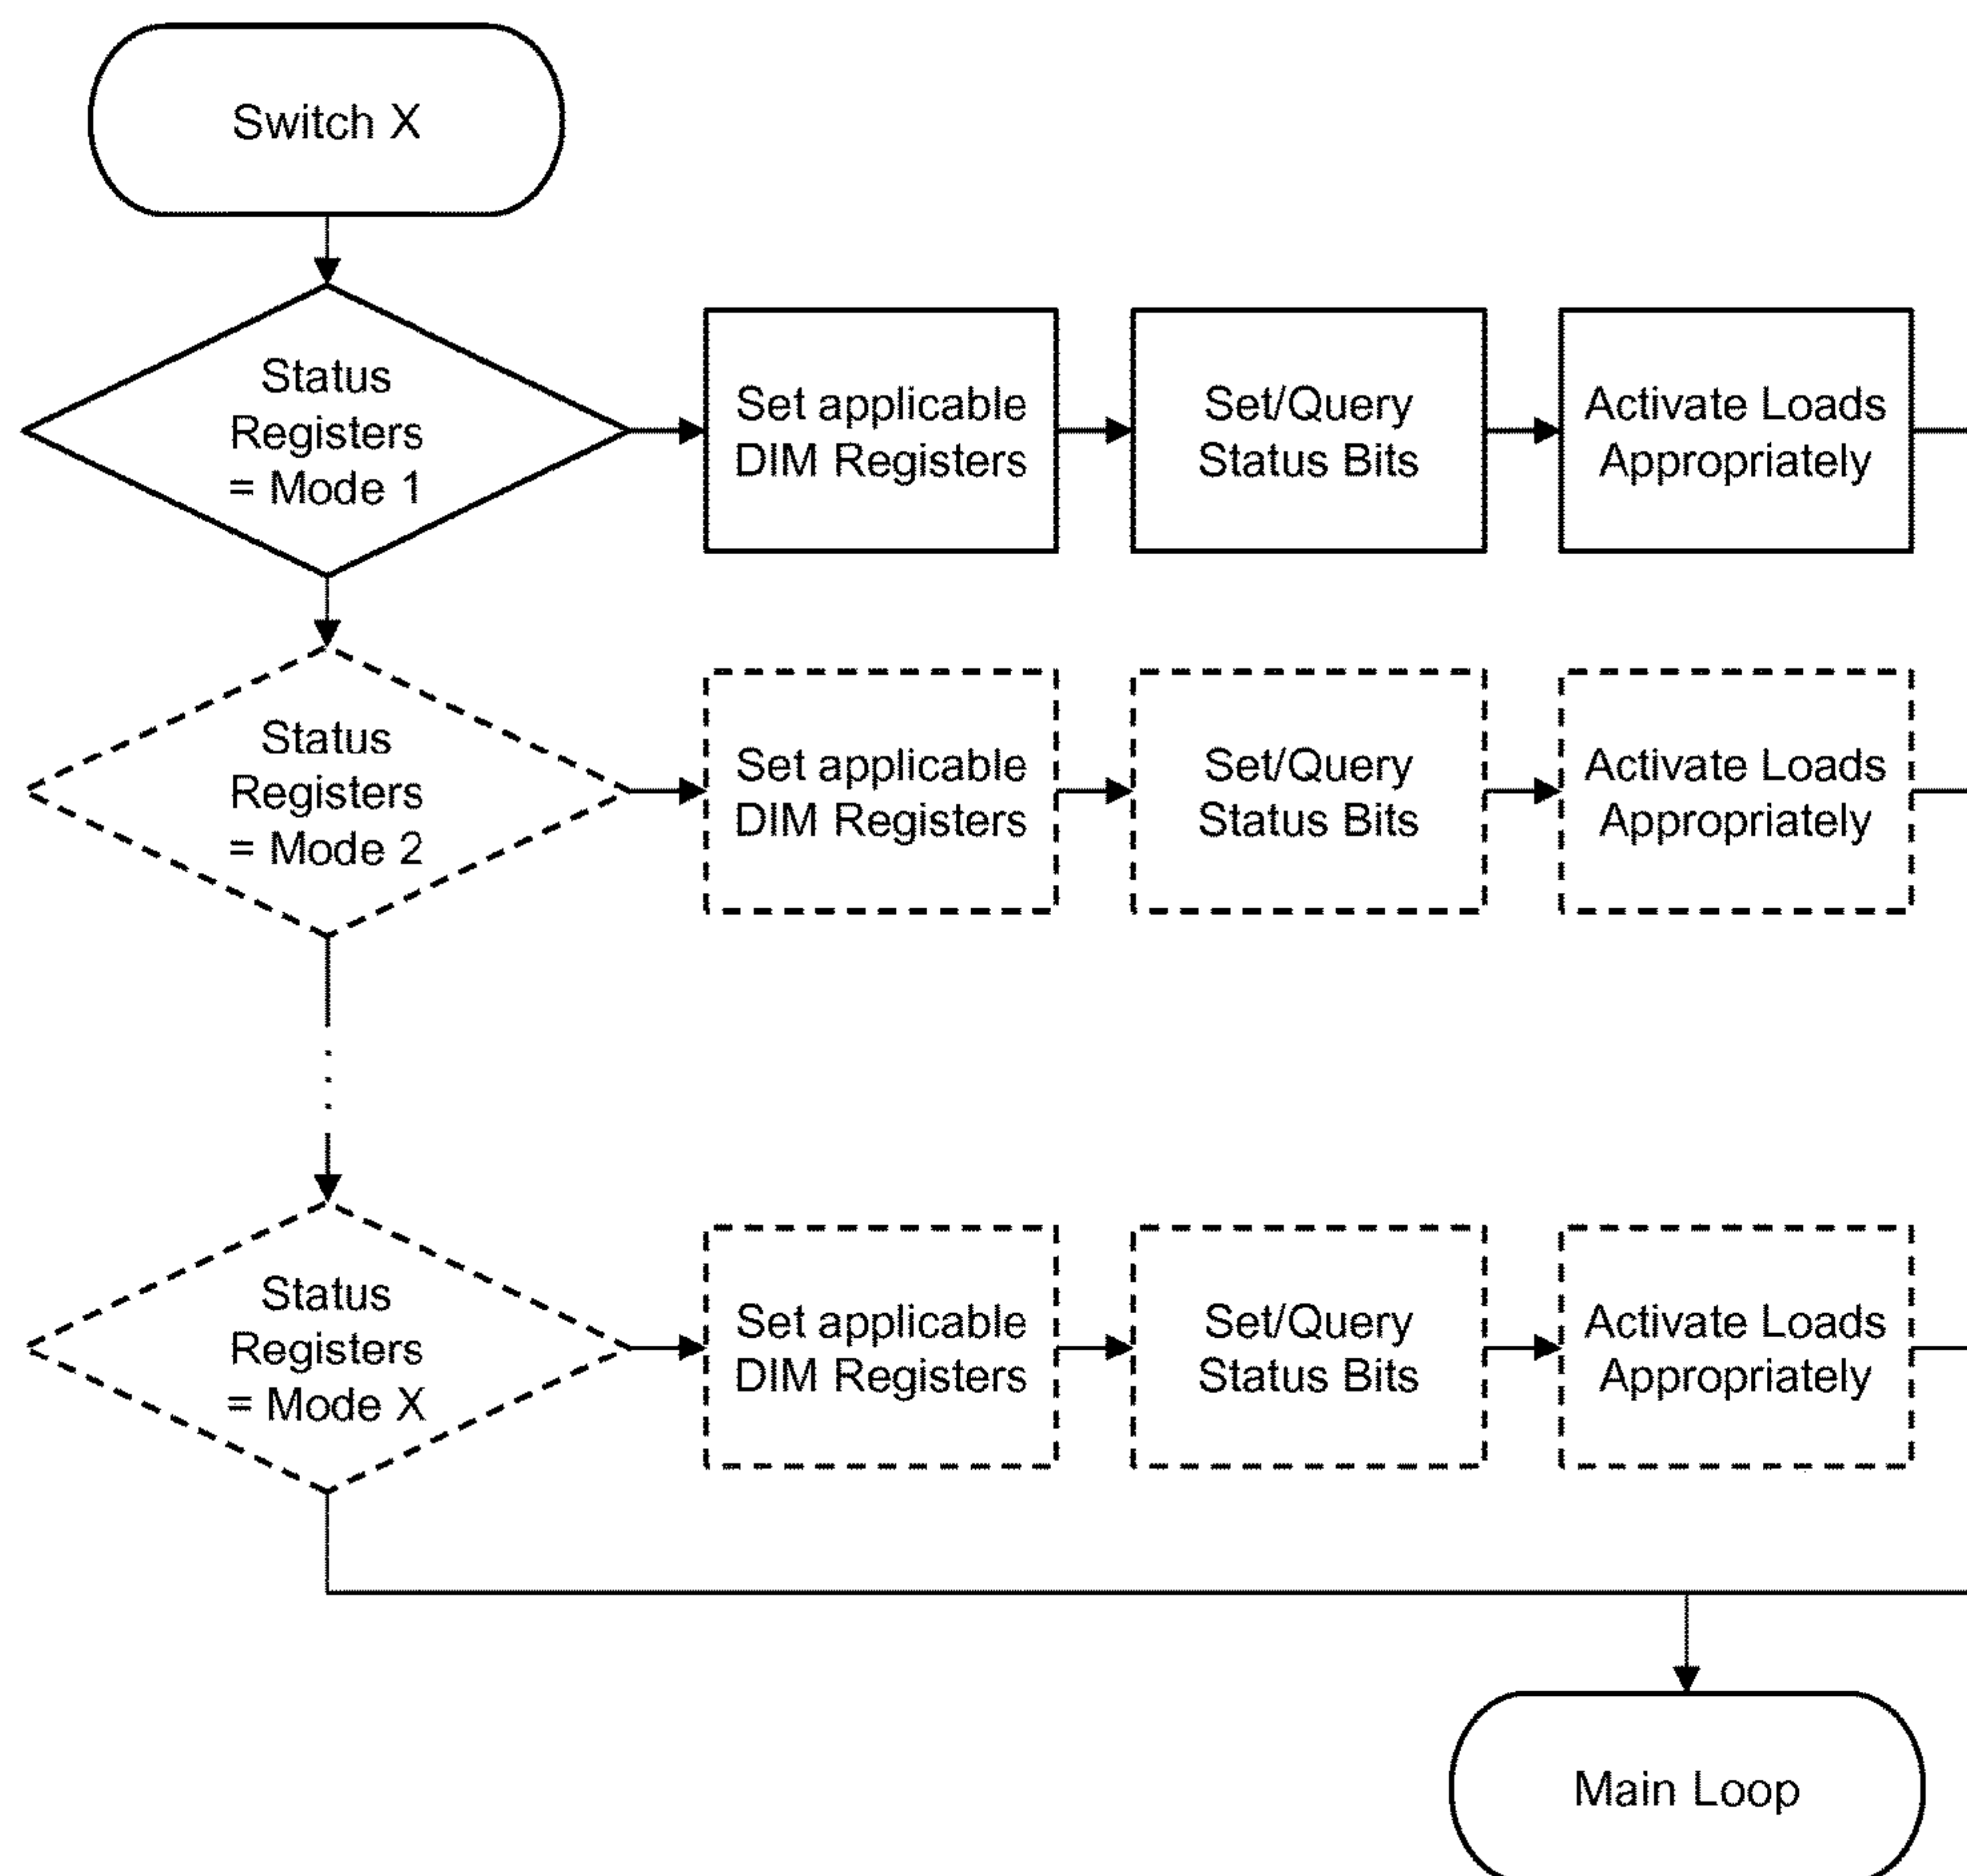 Switch X
Status
Registers
= Mode 1
Set applicable
DIM Registers
Set/Query
Status Bits
Activate Loads
Appropriately
Status
Registers
= Mode 2
Set applicable
DIM Registers
Set/Query
Status Bits
Activate Loads
Appropriately
Status
Registers
= Mode X
Set applicable
DIM Registers
Set/Query
Status Bits
Activate Loads
Appropriately
Main Loop